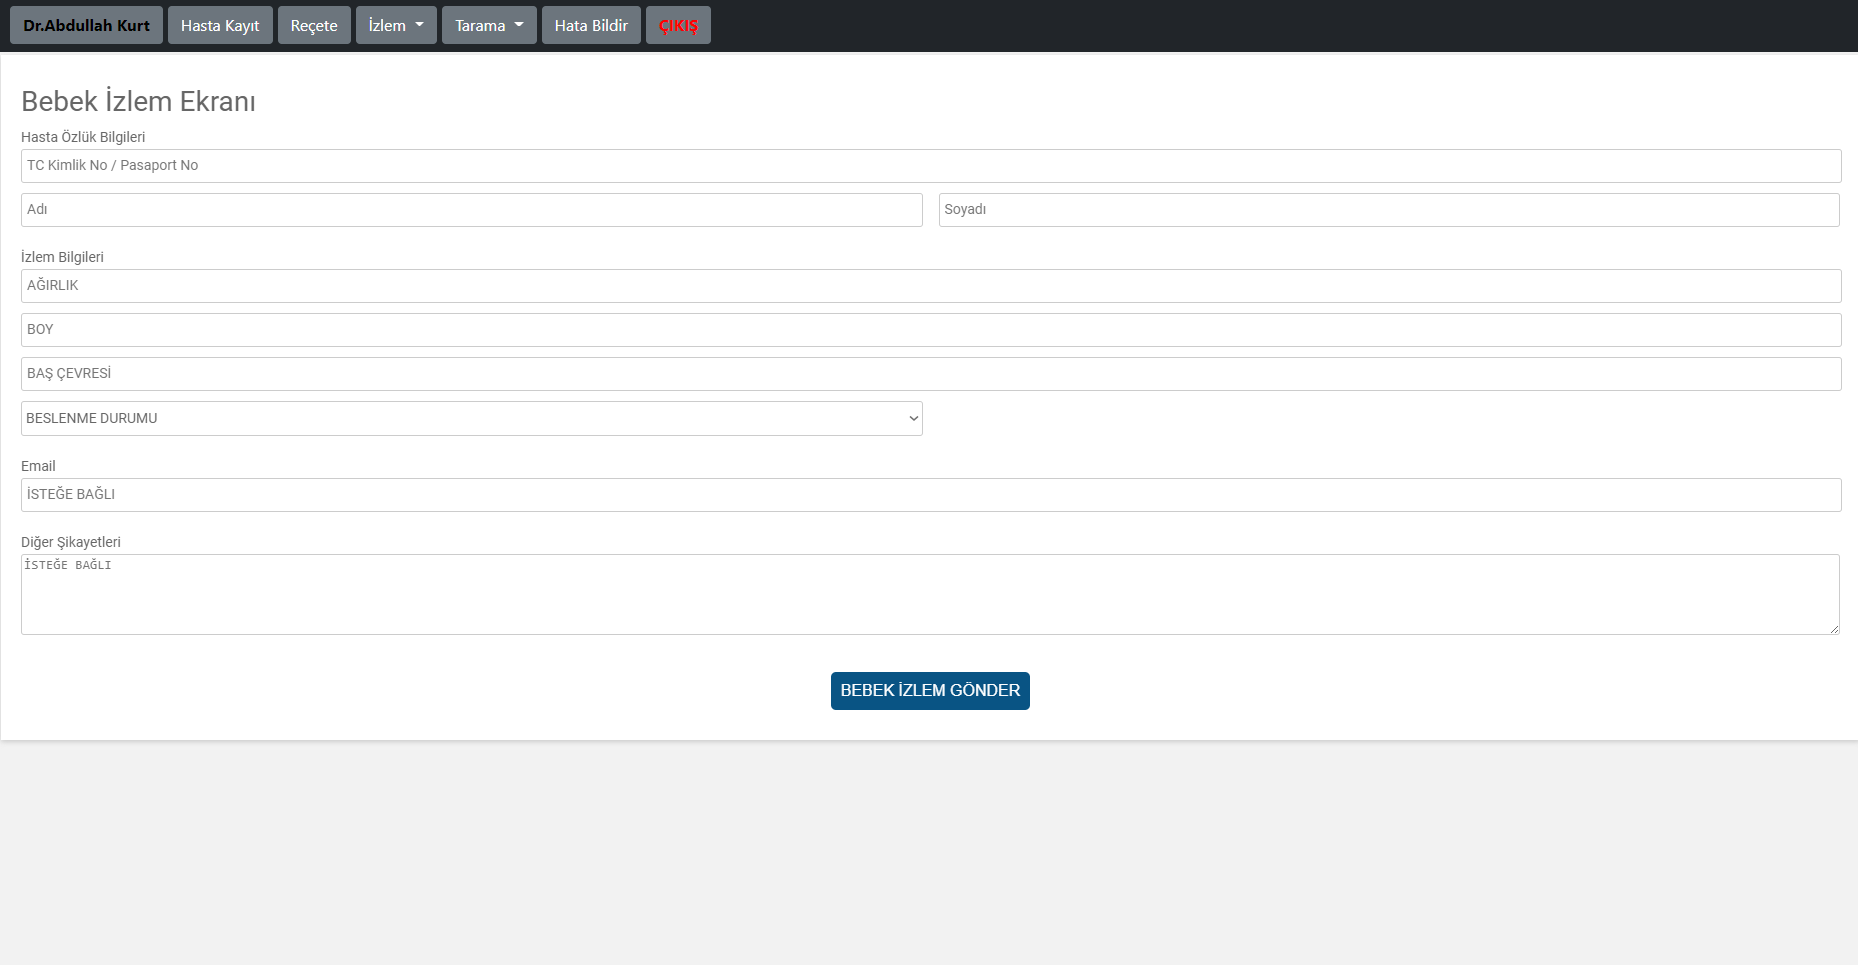 Dr.Abdullah Kurt Hasta Kayıt Reçete İzlem Tarama Hata Bildir ÇIKIŞ
Bebek İzlem Ekranı
Hasta Özlük Bilgileri
TC Kimlik No / Pasaport No
Adı Soyadı
İzlem Bilgileri
AĞIRLIK
BOY
BAŞ ÇEVRESİ
BESLENME DURUMU
Email
İSTEĞE BAĞLI
Diğer Şikayetleri
İSTEĞE BAĞLI
BEBEK İZLEM GÖNDER